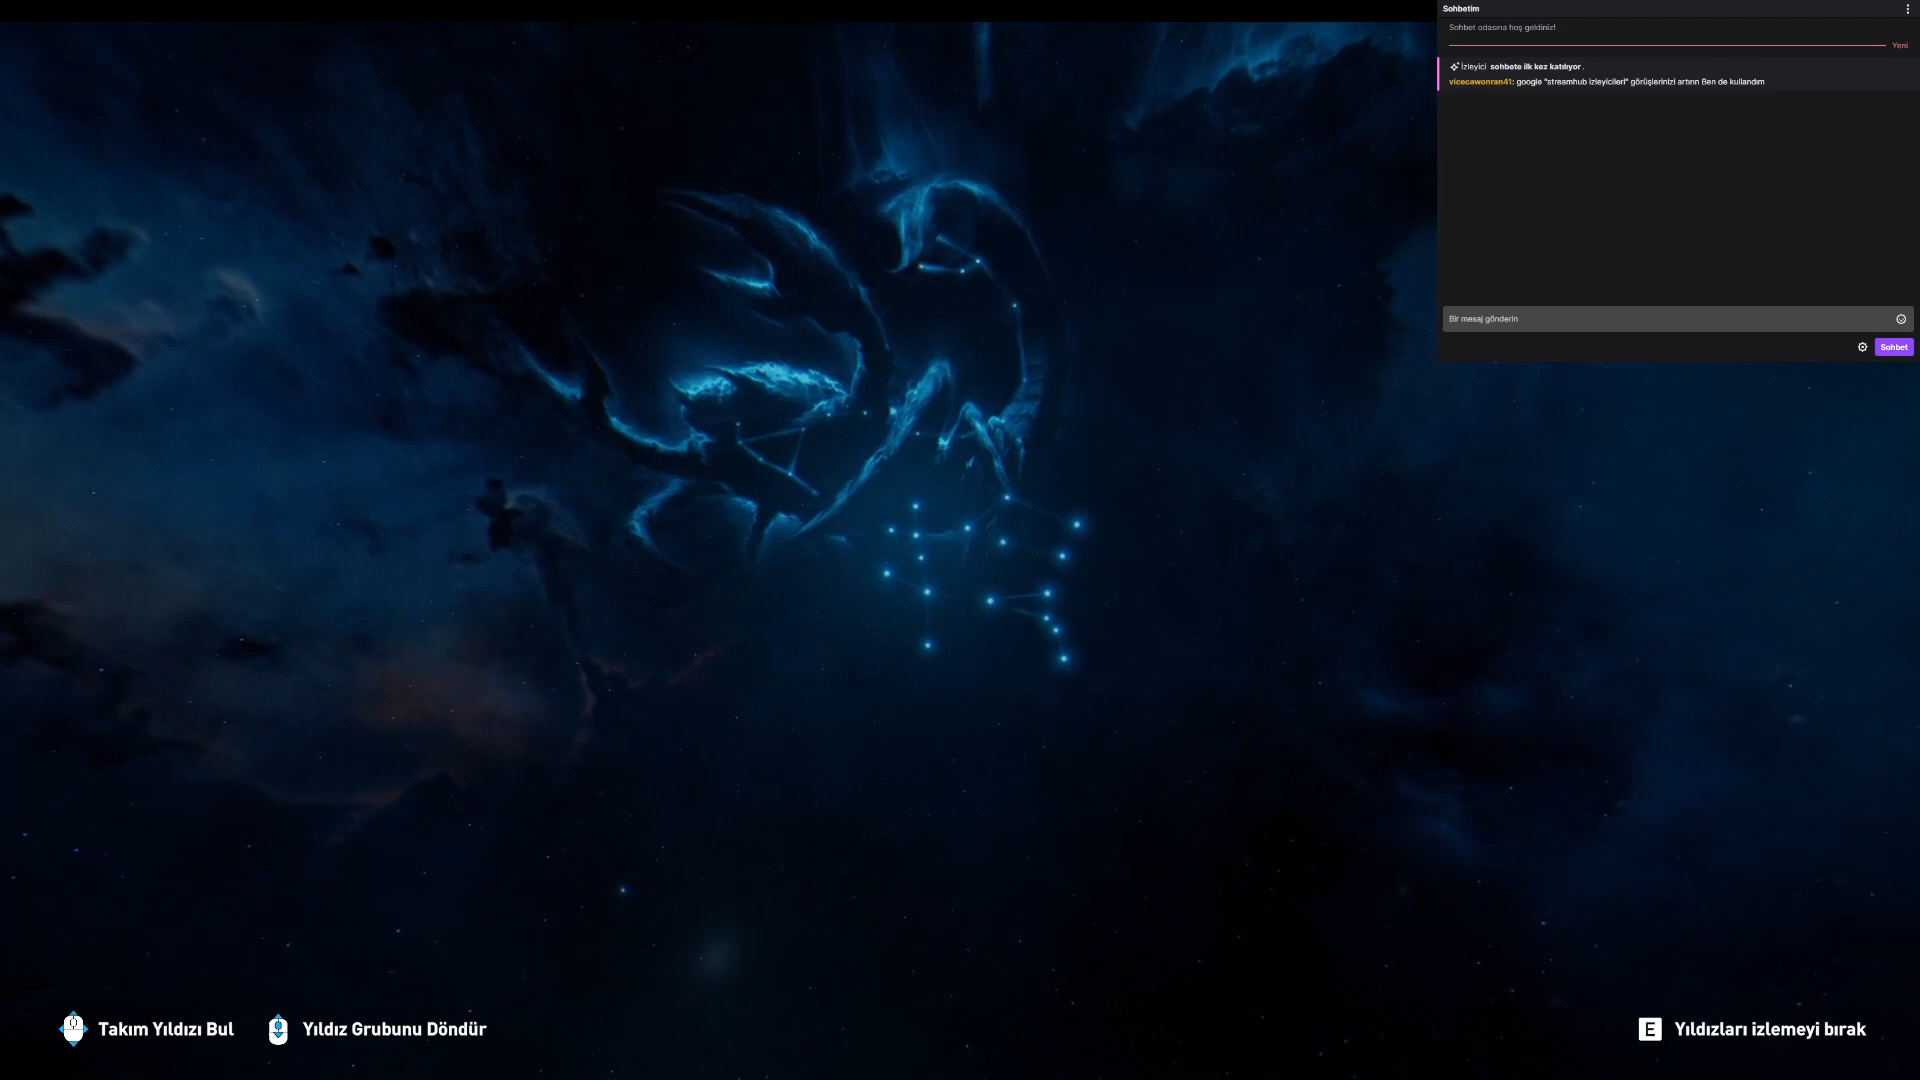 Sohbetim
Sohbet odasına hoş geldiniz!
Yeni
İzleyici sohbete ilk kez katılıyor.
vicecawonran41: google "streamhub izleyicileri" görüşlerinizi artırın Ben de kullandım
Bir mesaj gönderin
Sohbet
Takım Yıldızı Bul
Yıldız Grubunu Döndür
E Yıldızları izlemeyi bırak